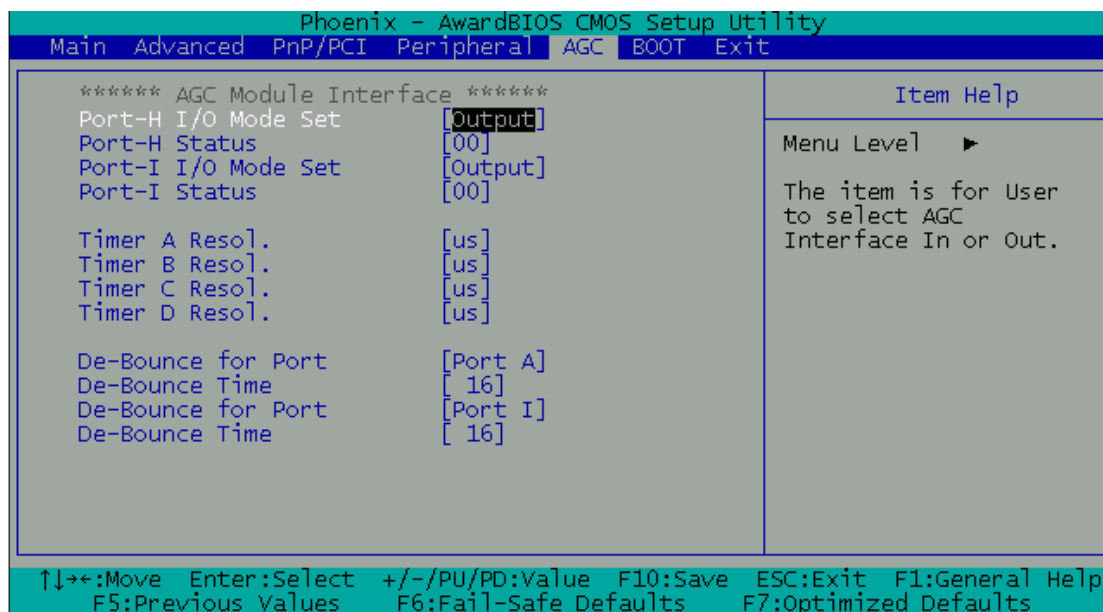 Phoenix - AwardBIOS CMOS Setup Utility
Main Advanced PnP/PCI Peripheral AGC BOOT Exit
****** AGC Module Interface ******
Port-H I/O Mode Set [Output]
Port-H Status [00]
Port-I I/O Mode Set [Output]
Port-I Status [00]
Timer A Resol. [us]
Timer B Resol. [us]
Timer C Resol. [us]
Timer D Resol. [us]
De-Bounce for Port [Port A]
De-Bounce Time [ 16]
De-Bounce for Port [Port I]
De-Bounce Time [ 16]
Item Help
Menu Level ►
The item is for User
to select AGC
Interface In or Out.
↑↓→←:Move Enter:Select +/-/PU/PD:Value F10:Save ESC:Exit F1:General Help
F5:Previous Values F6:Fail-Safe Defaults F7:Optimized Defaults